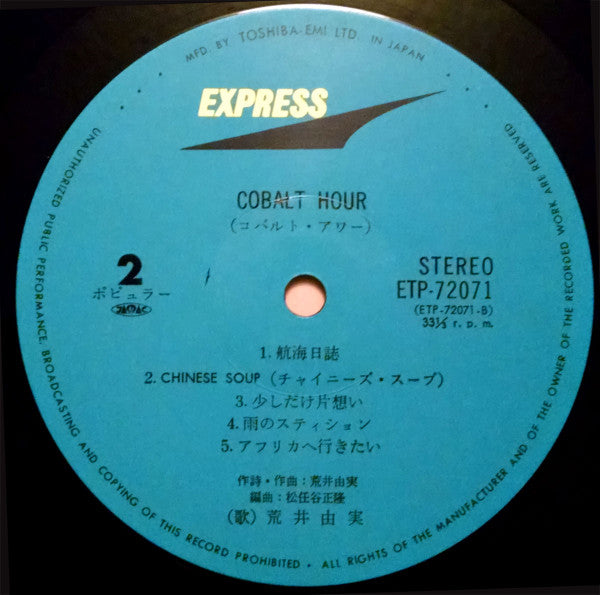 MFD. BY TOSHIBA-EMI LTD. IN JAPAN
EXPRESS
COBALT HOUR
(コバルト・アワー)
2
ポピュラー
STEREO
ETP-72071
(ETP-72071-B)
33⅓ r. p. m.
1. 航海日誌
2. CHINESE SOUP (チャイニーズ・スープ)
3. 少しだけ片想い
4. 雨のスティション
5. アフリカへ行きたい
作詩・作曲:荒井由実
編曲:松任谷正隆
(歌) 荒井由実
UNAUTHORIZED PUBLIC PERFORMANCE, BROADCASTING AND COPYING OF THIS RECORD PROHIBITED • ALL RIGHTS OF THE MANUFACTURER AND OF THE OWNER OF THE RECORDED WORK ARE RESERVED